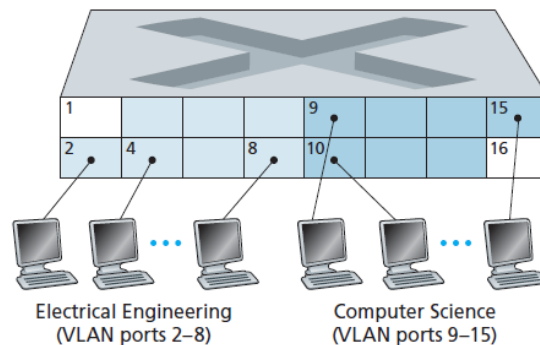 1 9 15
2 4 8 10 16
Electrical Engineering
(VLAN ports 2–8)
Computer Science
(VLAN ports 9–15)